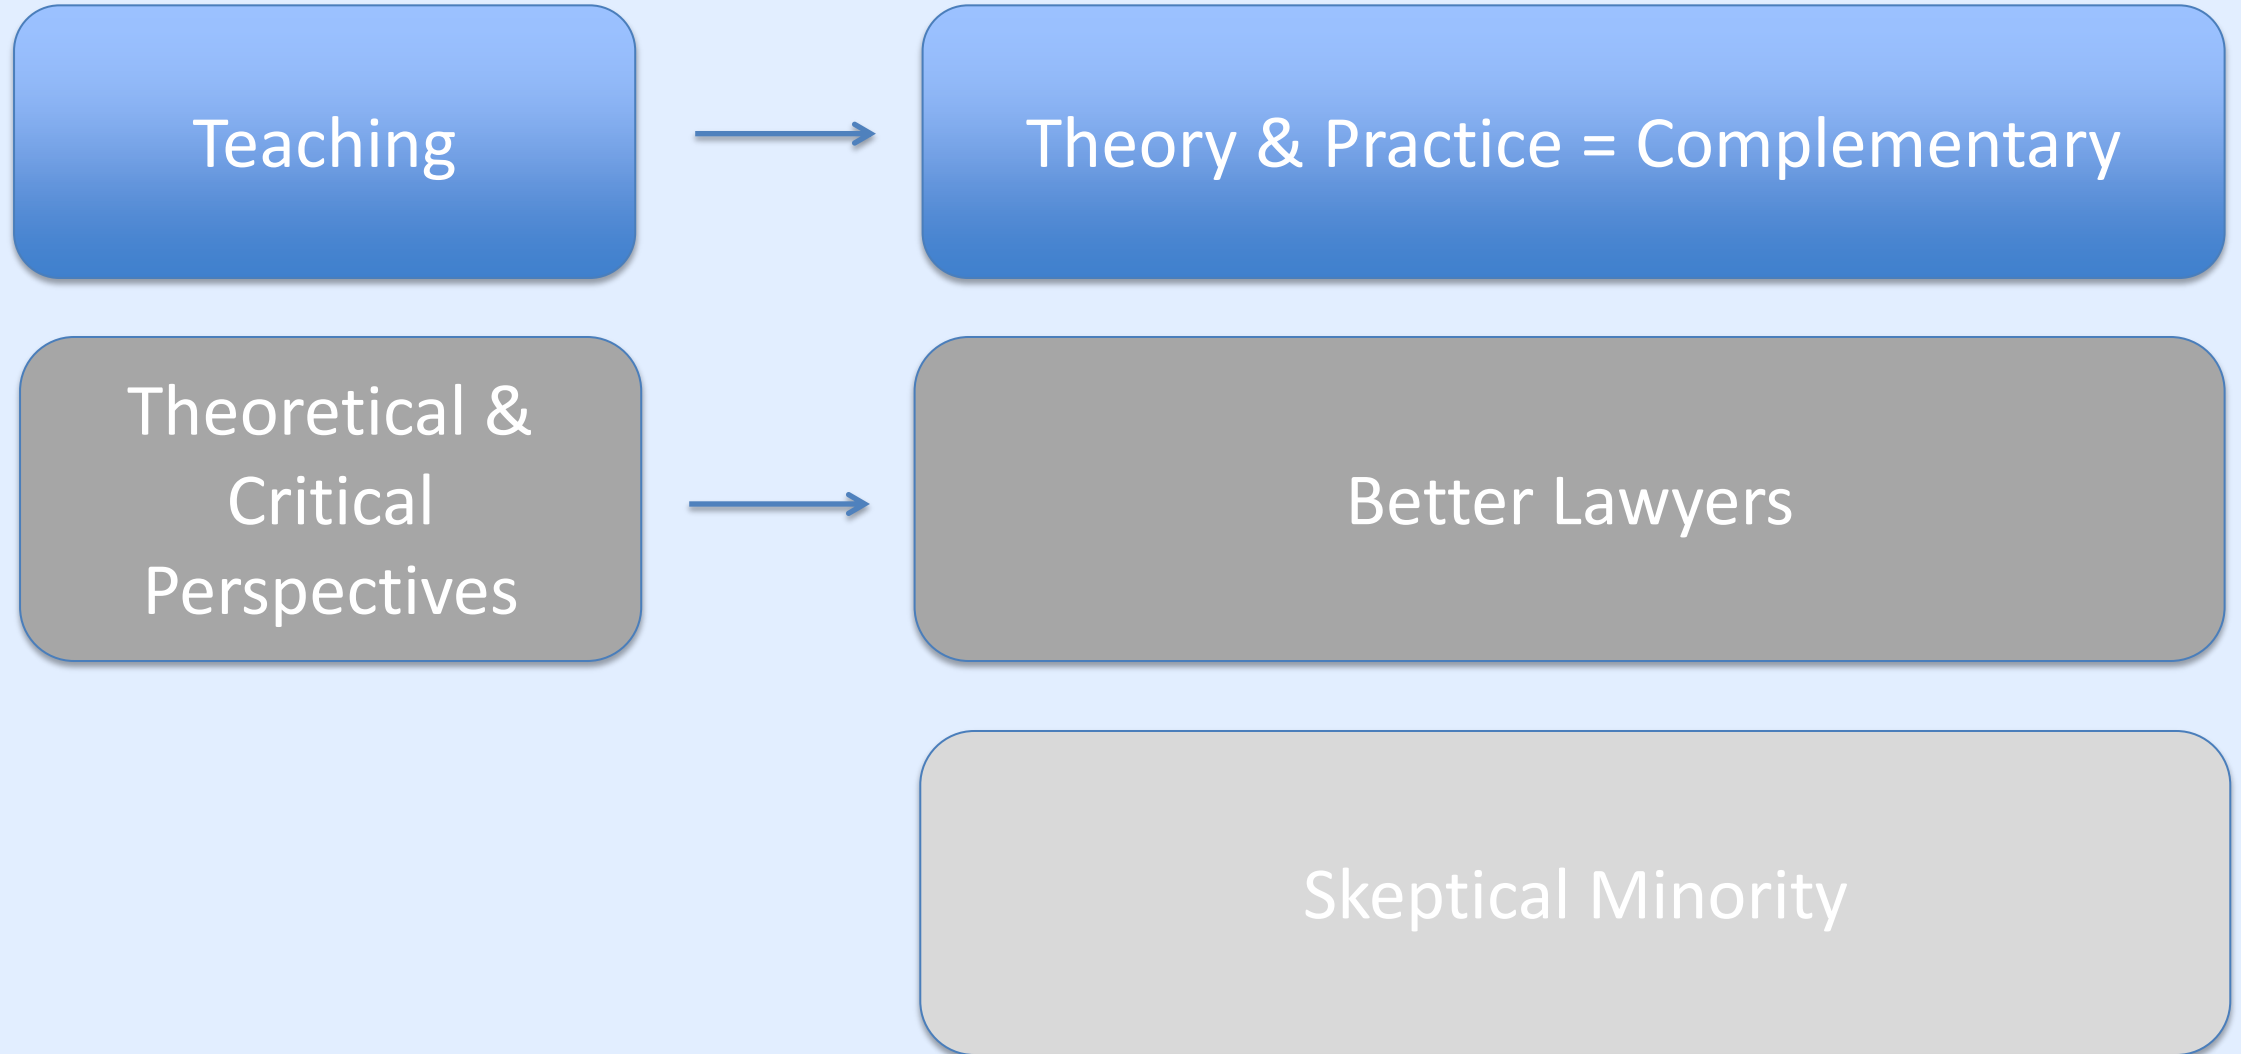 Teaching
Theory & Practice = Complementary
Theoretical &
Critical
Perspectives
Better Lawyers
Skeptical Minority